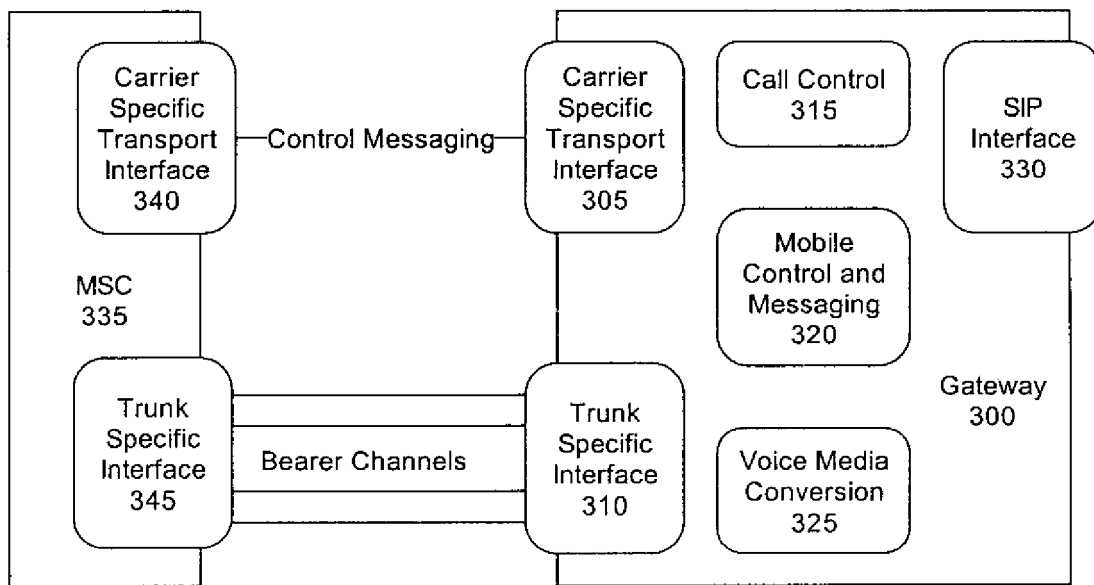 Carrier
Specific
Transport
Interface
340
Control Messaging
Carrier
Specific
Transport
Interface
305
Call Control
315
SIP
Interface
330
Mobile
Control and
Messaging
320
MSC
335
Gateway
300
Trunk
Specific
Interface
345
Bearer Channels
Trunk
Specific
Interface
310
Voice Media
Conversion
325